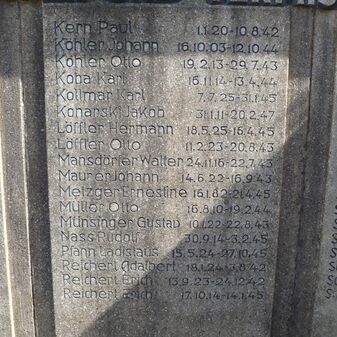 Kern Paul 1.1.20-10.8.42
Köhler Johann 16.10.03-12.10.44
Köhler Otto 19.2.13-29.7.43
Koba Karl 16.11.14-13.4.44
Kollmar Karl 7.7.25-31.1.45
Konarski Jakob 31.1.11-20.2.47
Löffler Hermann 18.5.25-16.4.45
Löffler Otto 11.2.23-20.8.43
Mansdörfer Walter 24.11.16-22.7.43
Maurer Johann 14.6.22-16.9.43
Metzger Ernestine 16.1.82-21.4.45
Müller Otto 16.8.10-19.2.44
Münsinger Gustad 10.1.22-22.8.43
Nass Rudolf 30.9.14-3.2.45
Pfann Ladislaus 15.5.24-27.10.45
Reichert Adalbert 18.1.24-3.8.42
Reichert Erich 13.9.23-24.12.42
Reichert 17.10.14-14.1.45